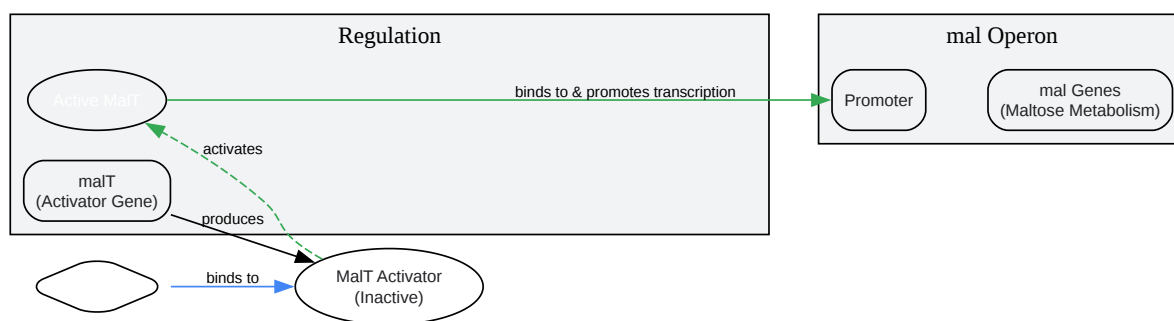 Regulation
mal Operon
Active MalT
binds to & promotes transcription
Promoter
mal Genes
(Maltose Metabolism)
activates
malT
(Activator Gene)
produces
binds to
MalT Activator
(Inactive)